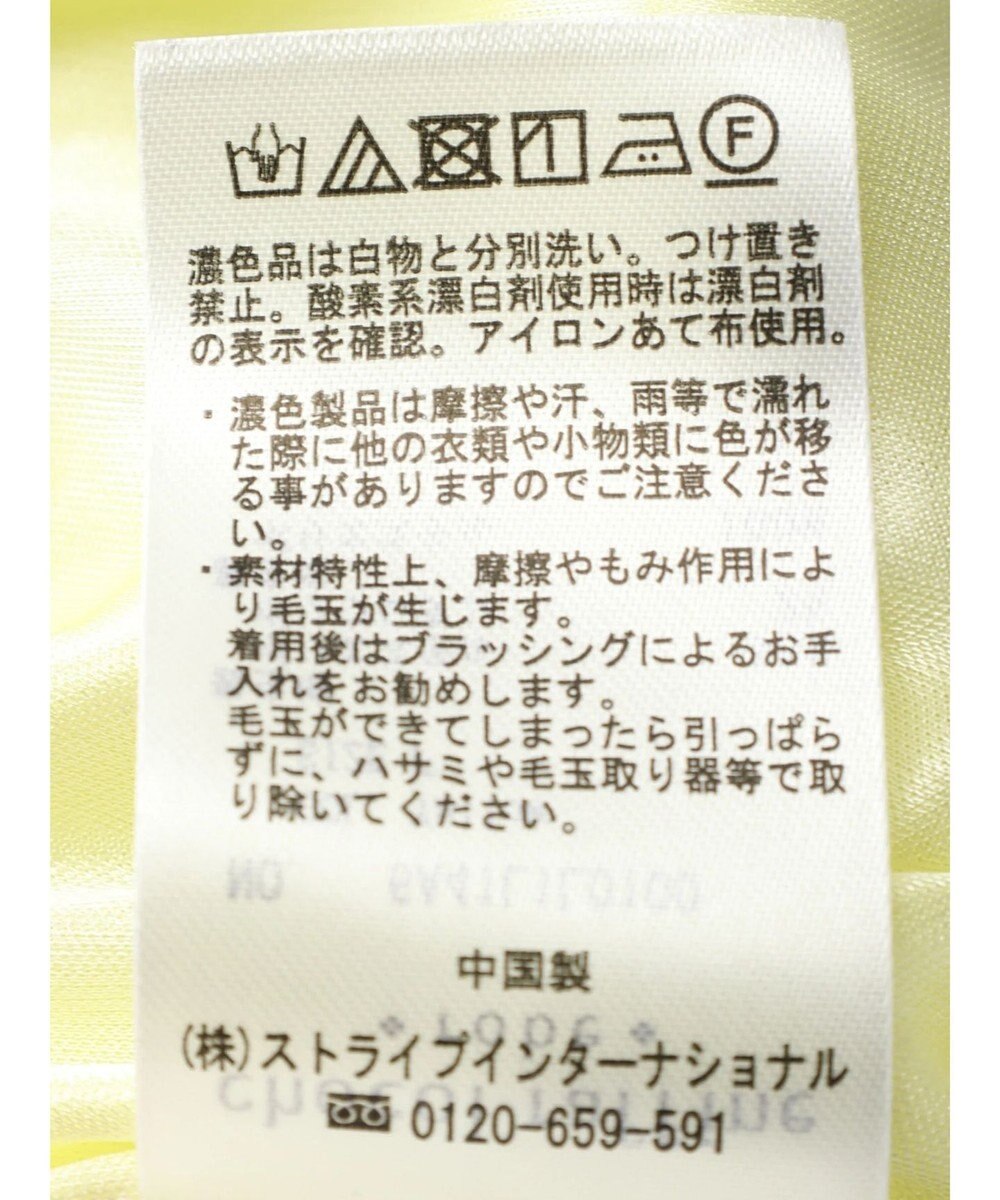 F
濃色品は白物と分別洗い。つけ置き
禁止。酸素系漂白剤使用時は漂白剤
の表示を確認。アイロンあて布使用。
・濃色製品は摩擦や汗、雨等で濡れ
た際に他の衣類や小物類に色が移
る事がありますのでご注意くださ
い。
・素材特性上、摩擦やもみ作用によ
り毛玉が生じます。
着用後はブラッシングによるお手
入れをお勧めします。
毛玉ができてしまったら引っぱら
ずに、ハサミや毛玉取り器等で取
り除いてください。
中国製
(株)ストライプインターナショナル
0120-659-591